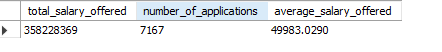 total_salary_offered number_of_applications average_salary_offered
358228369 7167 49983.0290